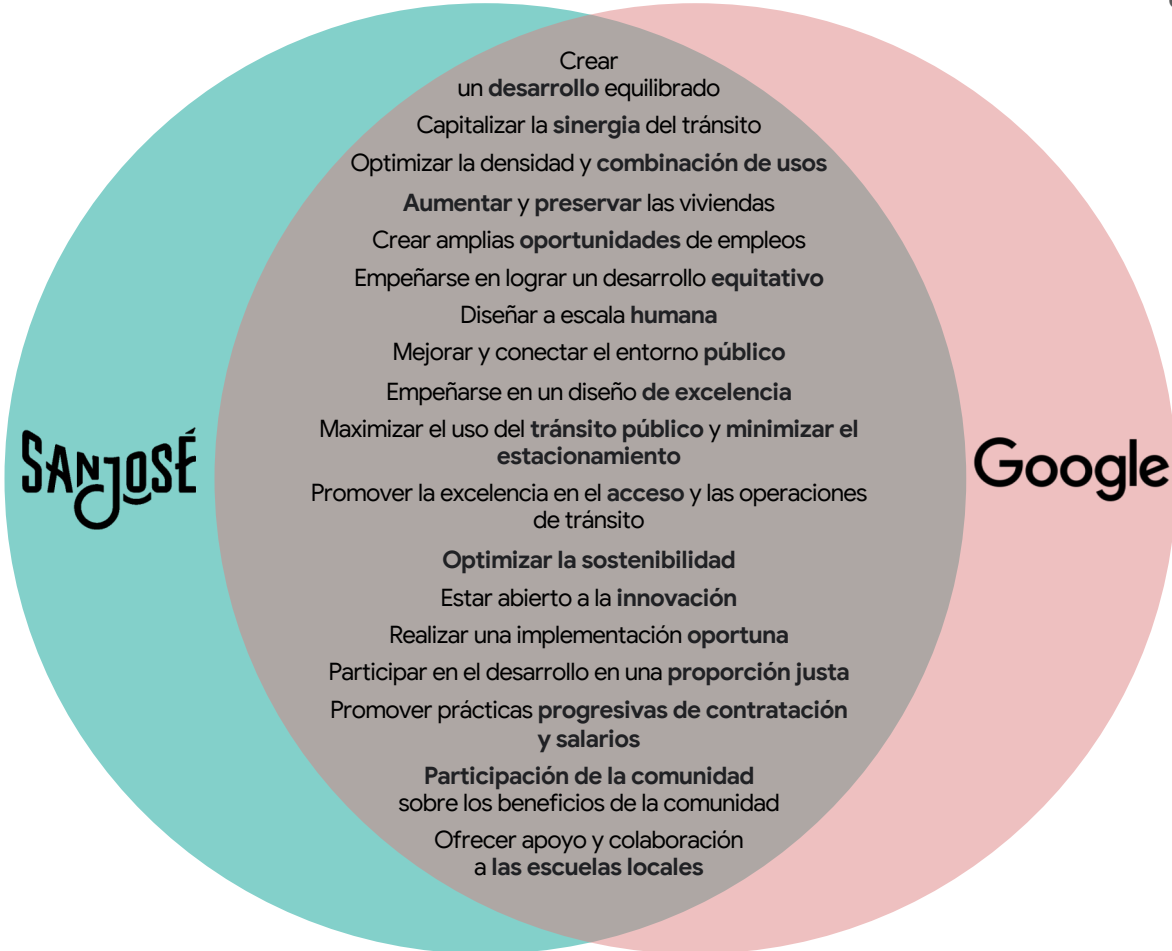 Crear
un desarrollo equilibrado
Capitalizar la sinergia del tránsito
Optimizar la densidad y combinación de usos
Aumentar y preservar las viviendas
Crear amplias oportunidades de empleos
Empeñarse en lograr un desarrollo equitativo
Diseñar a escala humana
Mejorar y conectar el entorno público
Empeñarse en un diseño de excelencia
Maximizar el uso del tránsito público y minimizar el
estacionamiento
SAN JOSÉ
Google
Promover la excelencia en el acceso y las operaciones
de tránsito
Optimizar la sostenibilidad
Estar abierto a la innovación
Realizar una implementación oportuna
Participar en el desarrollo en una proporción justa
Promover prácticas progresivas de contratación
y salarios
Participación de la comunidad
sobre los beneficios de la comunidad
Ofrecer apoyo y colaboración
a las escuelas locales